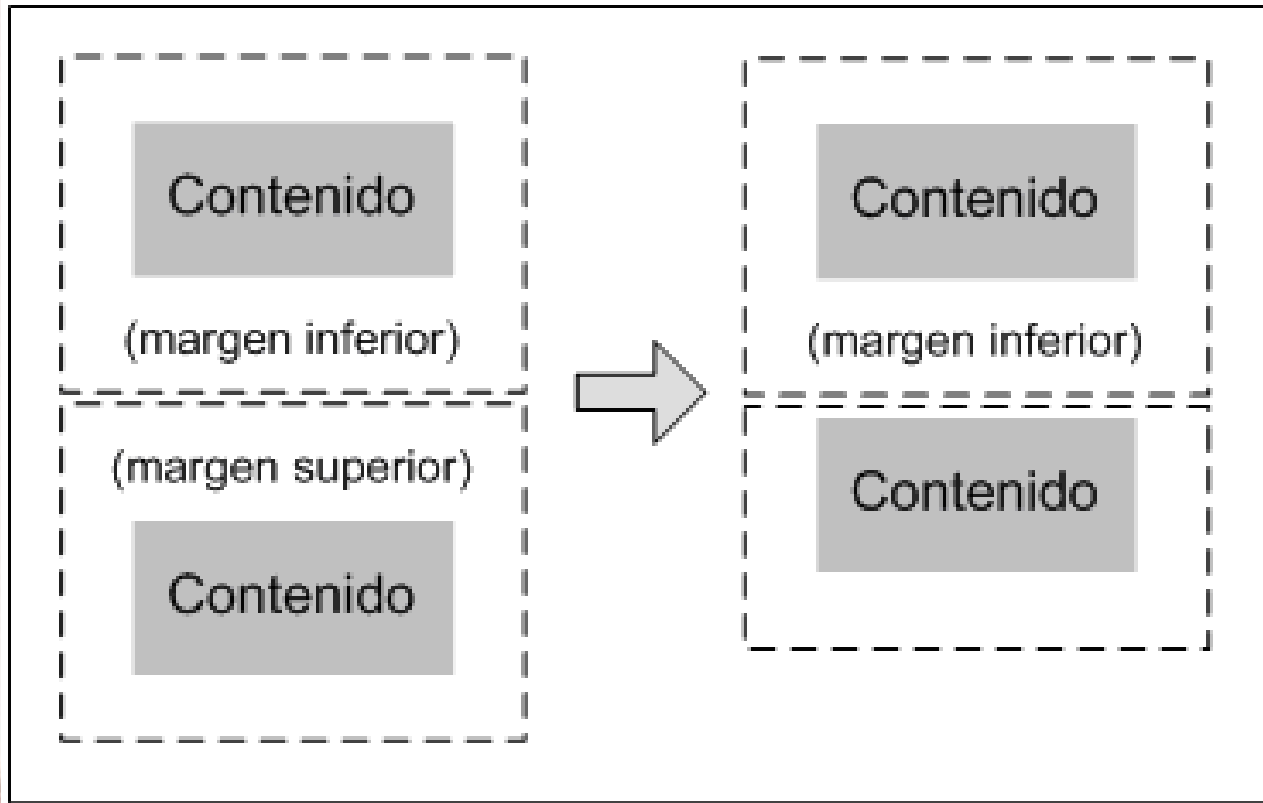 Contenido
(margen inferior)
(margen superior)
Contenido
Contenido
(margen inferior)
Contenido